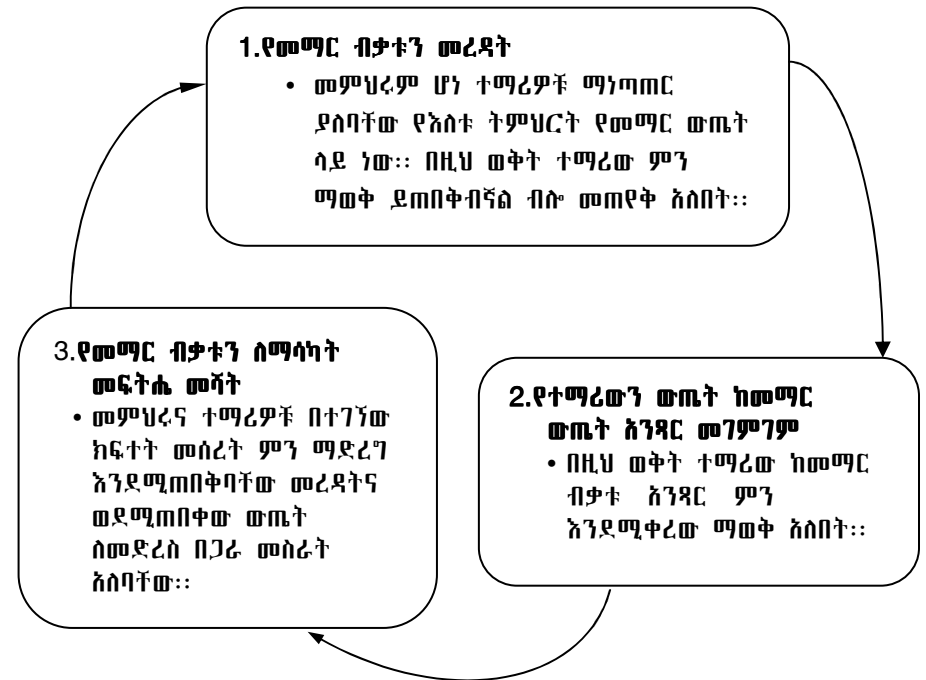 1.የመማር ብቃቱን መረዳት
• መምህሩም ሆነ ተማሪዎቹ ማነጣጠር
ያለባቸው የእለቱ ትምህርት የመማር ውጤት
ላይ ነው፡፡ በዚህ ወቅት ተማሪው ምን
ማወቅ ይጠበቅብኛል ብሎ መጠየቅ አለበት፡፡
2.የተማሪውን ውጤት ከመማር
ውጤት አንጻር መገምገም
• በዚህ ወቅት ተማሪው ከመማር
ብቃቱ አንጻር ምን
እንደሚቀረው ማወቅ አለበት፡፡
3.የመማር ብቃቱን ለማሳካት
መፍትሔ መሻት
• መምህሩና ተማሪዎቹ በተገኘው
ክፍተት መሰረት ምን ማድረግ
እንደሚጠበቅባቸው መረዳትና
ወደሚጠበቀው ውጤት
ለመድረስ በጋራ መስራት
አለባቸው፡፡